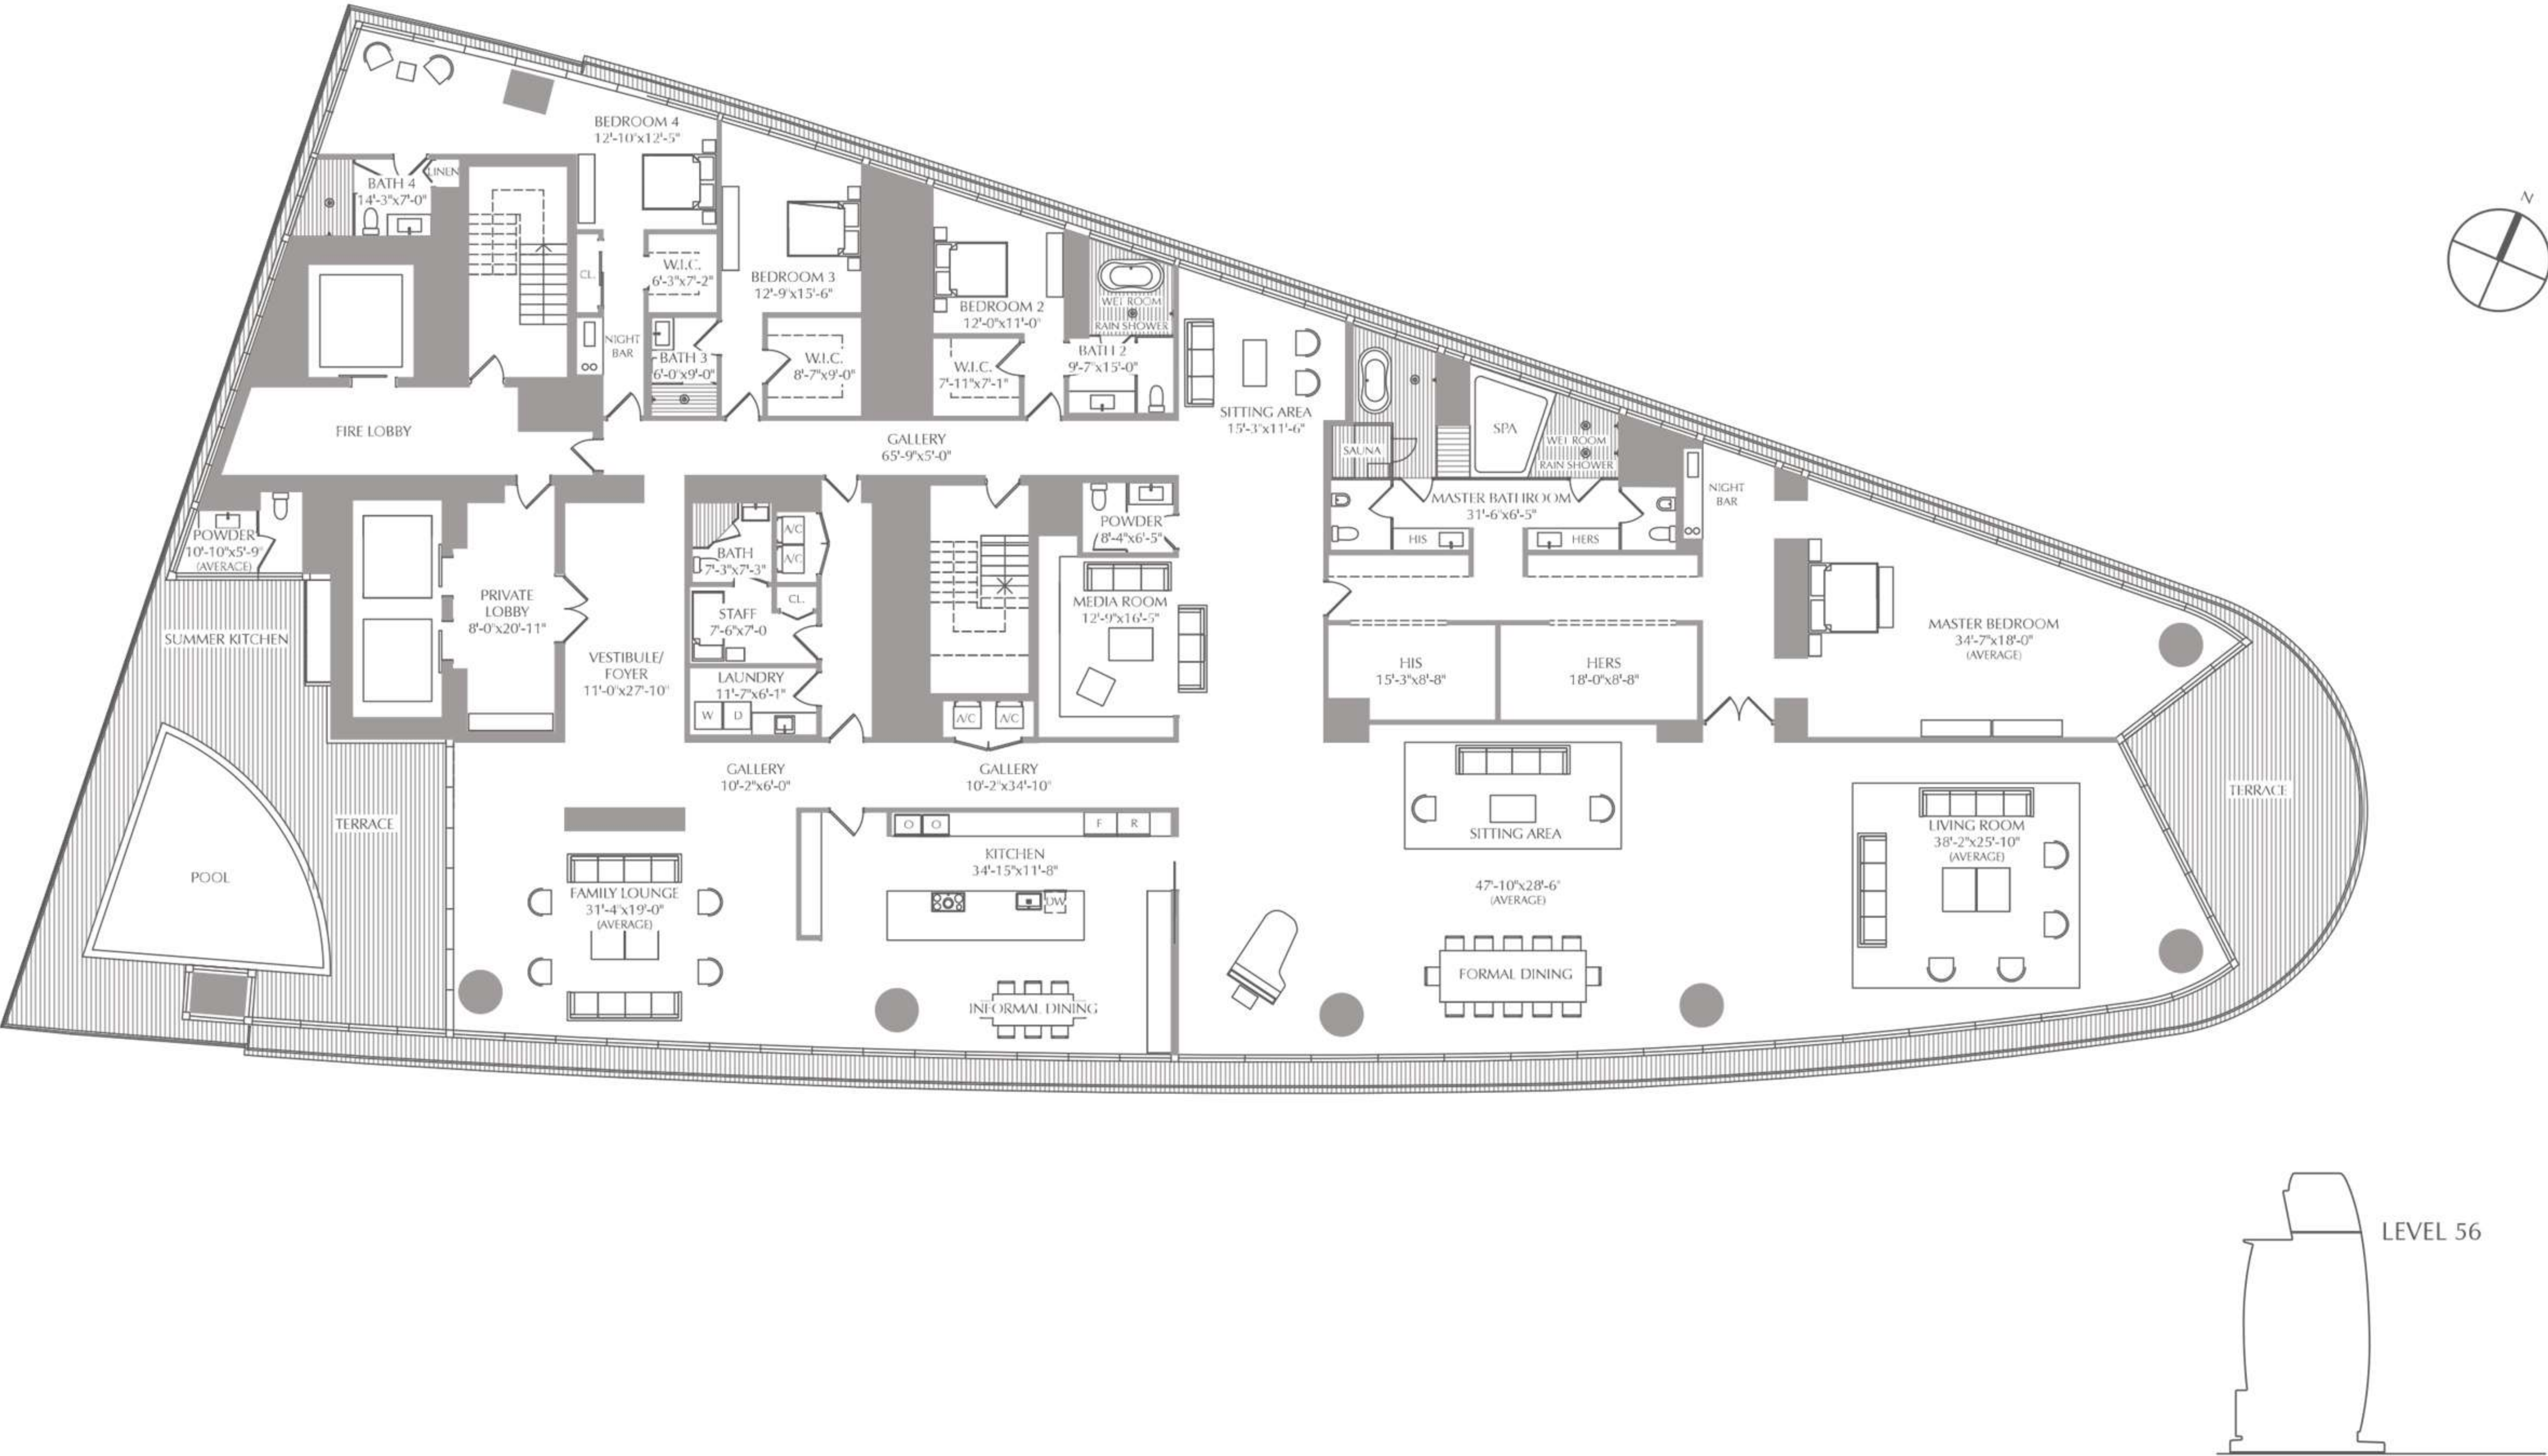 N
BEDROOM 4
12'-10"x12'-5"
LINEN
BATH 4
14'-3"x7'-0"
CL.
W.I.C.
6'-3"x7'-2"
BEDROOM 3
12'-9"x15'-6"
BEDROOM 2
12'-0"x11'-0"
WET ROOM
RAIN SHOWER
NIGHT
BAR
BATH 3
6'-0"x9'-0"
W.I.C.
8'-7"x9'-0"
W.I.C.
7'-11"x7'-1"
BATH 2
9'-7"x15'-0"
SITTING AREA
15'-3"x11'-6"
FIRE LOBBY
GALLERY
65'-9"x5'-0"
SAUNA
SPA
WET ROOM
RAIN SHOWER
MASTER BATHROOM
31'-6"x6'-5"
HIS
HERS
NIGHT
BAR
POWDER
10'-10"x5'-9"
(AVERAGE)
A/C
A/C
BATH
7'-3"x7'-3"
CL.
POWDER
8'-4"x6'-5"
PRIVATE
LOBBY
8'-0"x20'-11"
STAFF
7'-6"x7'-0
MEDIA ROOM
12'-9"x16'-5"
SUMMER KITCHEN
VESTIBULE/
FOYER
11'-0"x27'-10"
LAUNDRY
11'-7"x6'-1"
W
D
A/C
A/C
HIS
15'-3"x8'-8"
HERS
18'-0"x8'-8"
MASTER BEDROOM
34'-7"x18'-0"
(AVERAGE)
GALLERY
10'-2"x6'-0"
GALLERY
10'-2"x34'-10"
TERRACE
TERRACE
O
O
F
R
SITTING AREA
LIVING ROOM
38'-2"x25'-10"
(AVERAGE)
POOL
FAMILY LOUNGE
31'-4"x19'-0"
(AVERAGE)
KITCHEN
34'-15"x11'-8"
DW
47'-10"x28'-6"
(AVERAGE)
FORMAL DINING
INFORMAL DINING
LEVEL 56